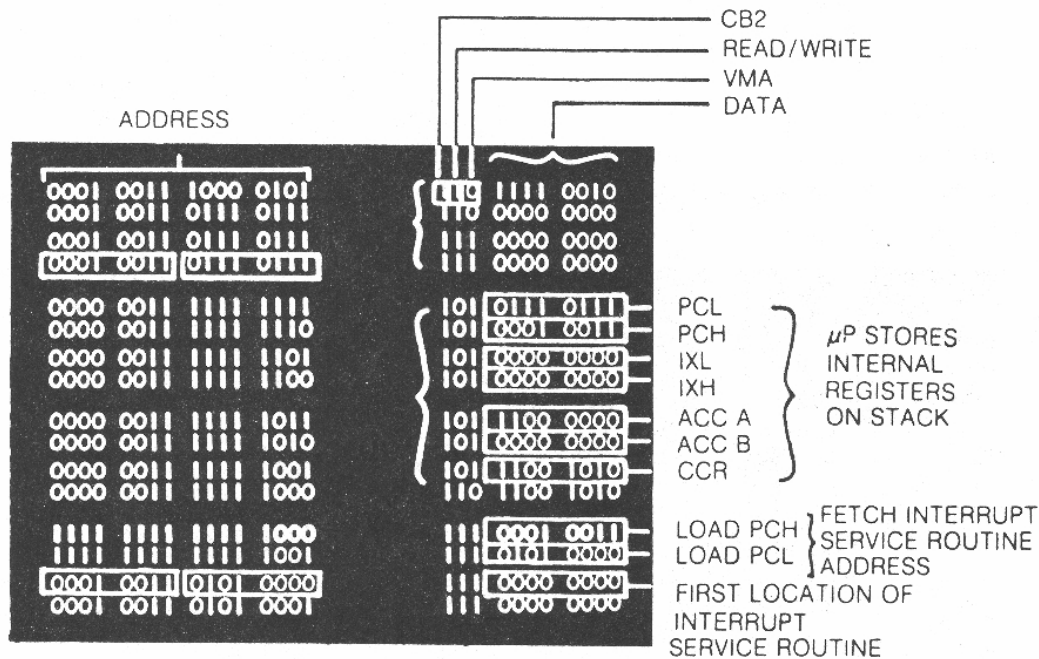 CB2
READ/WRITE
VMA
DATA
ADDRESS
0001 0011 1000 0101 110 1111 0010
0001 0011 0111 0111 110 0000 0000
0001 0011 0111 0111 111 0000 0000
0001 0011 0111 0111 111 0000 0000
0000 0011 1111 1111 101 0111 0111 PCL
0000 0011 1111 1110 101 0001 0011 PCH
0000 0011 1111 1101 101 0000 0000 IXL
0000 0011 1111 1100 101 0000 0000 IXH
µP STORES
INTERNAL
REGISTERS
ON STACK
0000 0011 1111 1011 101 1100 0000 ACC A
0000 0011 1111 1010 101 0000 0000 ACC B
0000 0011 1111 1001 101 1100 1010 CCR
0000 0011 1111 1000 110 1100 1010
1111 1111 1111 1000 111 0001 0011 LOAD PCH
1111 1111 1111 1001 111 0101 0000 LOAD PCL
FETCH INTERRUPT
SERVICE ROUTINE
ADDRESS
0001 0011 0101 0000 111 0000 0000
0001 0011 0101 0001 111 0000 0000
FIRST LOCATION OF
INTERRUPT
SERVICE ROUTINE